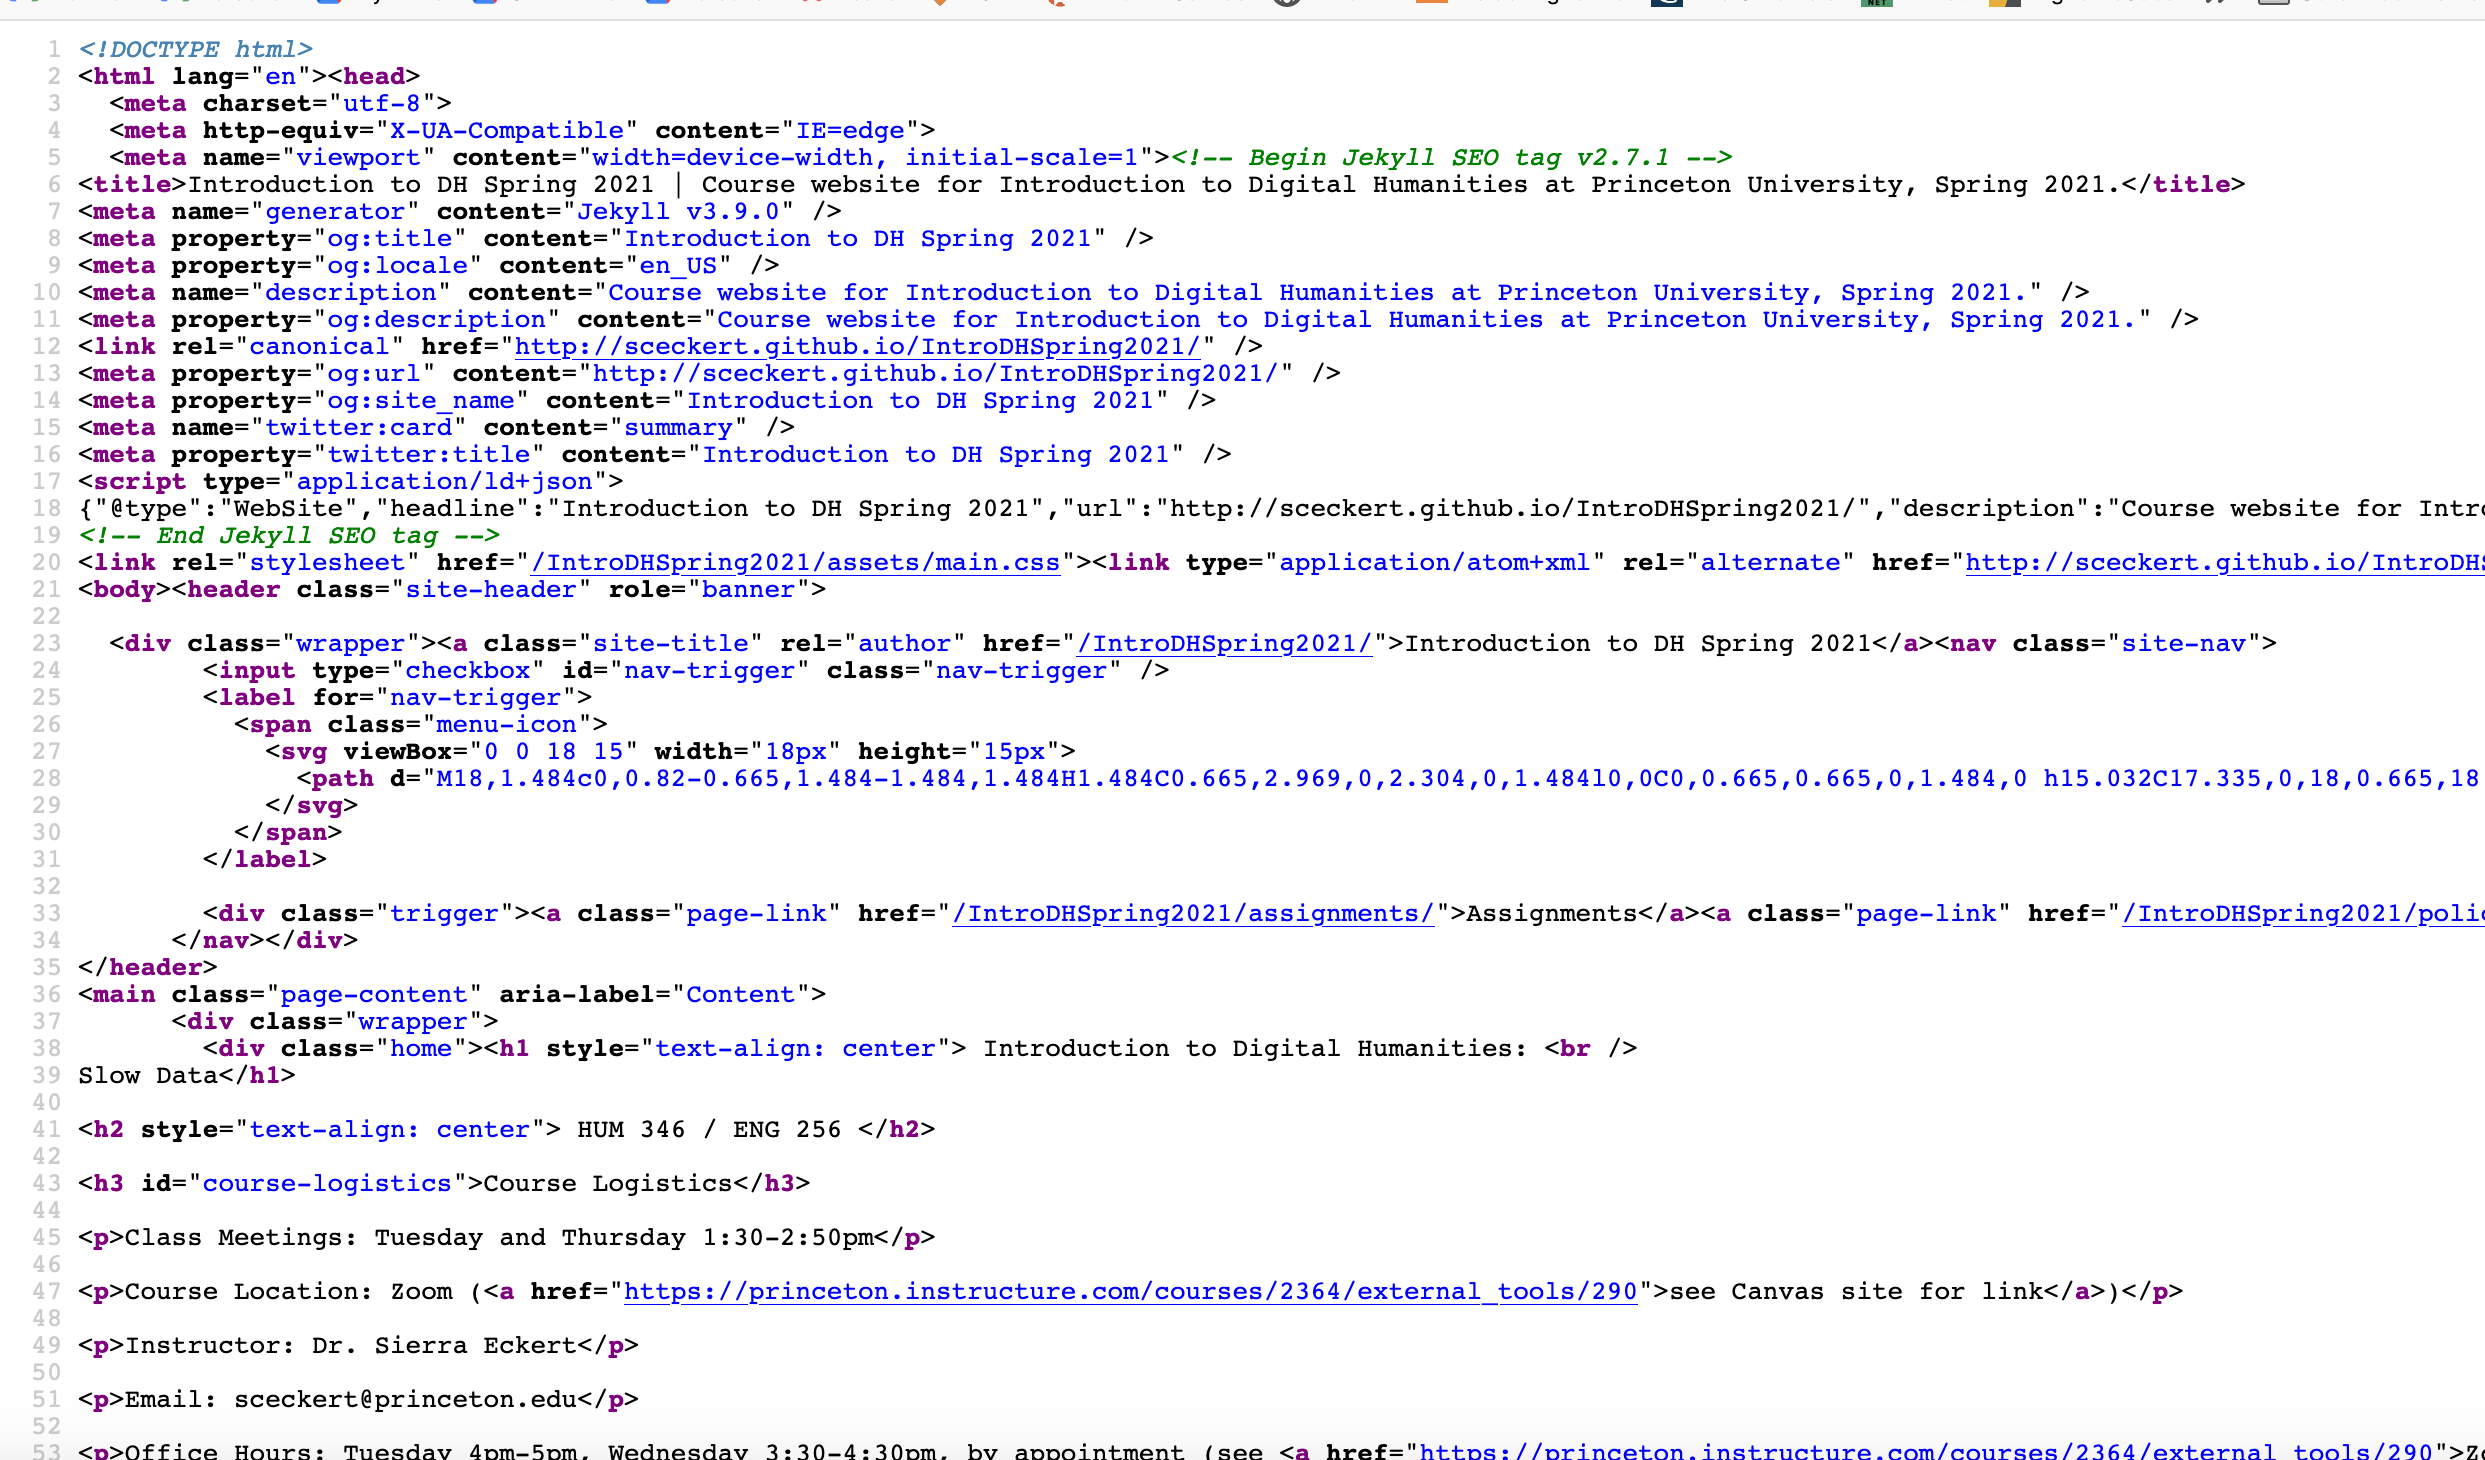 1 <!DOCTYPE html>
2 <html lang="en"><head>
3 <meta charset="utf-8">
4 <meta http-equiv="X-UA-Compatible" content="IE=edge">
5 <meta name="viewport" content="width=device-width, initial-scale=1"><!-- Begin Jekyll SEO tag v2.7.1 -->
6 <title>Introduction to DH Spring 2021 | Course website for Introduction to Digital Humanities at Princeton University, Spring 2021.</title>
7 <meta name="generator" content="Jekyll v3.9.0" />
8 <meta property="og:title" content="Introduction to DH Spring 2021" />
9 <meta property="og:locale" content="en_US" />
10 <meta name="description" content="Course website for Introduction to Digital Humanities at Princeton University, Spring 2021." />
11 <meta property="og:description" content="Course website for Introduction to Digital Humanities at Princeton University, Spring 2021." />
12 <link rel="canonical" href="http://sceckert.github.io/IntroDHSpring2021/" />
13 <meta property="og:url" content="http://sceckert.github.io/IntroDHSpring2021/" />
14 <meta property="og:site_name" content="Introduction to DH Spring 2021" />
15 <meta name="twitter:card" content="summary" />
16 <meta property="twitter:title" content="Introduction to DH Spring 2021" />
17 <script type="application/ld+json">
18 {"@type":"WebSite","headline":"Introduction to DH Spring 2021","url":"http://sceckert.github.io/IntroDHSpring2021/","description":"Course website for Intro
19 <!-- End Jekyll SEO tag -->
20 <link rel="stylesheet" href="/IntroDHSpring2021/assets/main.css"><link type="application/atom+xml" rel="alternate" href="http://sceckert.github.io/IntroDHS
21 <body><header class="site-header" role="banner">
22
23 <div class="wrapper"><a class="site-title" rel="author" href="/IntroDHSpring2021/">Introduction to DH Spring 2021</a><nav class="site-nav">
24 <input type="checkbox" id="nav-trigger" class="nav-trigger" />
25 <label for="nav-trigger">
26 <span class="menu-icon">
27 <svg viewBox="0 0 18 15" width="18px" height="15px">
28 <path d="M18,1.484c0,0.82-0.665,1.484-1.484,1.484H1.484C0.665,2.969,0,2.304,0,1.484l0,0C0,0.665,0.665,0,1.484,0 h15.032C17.335,0,18,0.665,18
29 </svg>
30 </span>
31 </label>
32
33 <div class="trigger"><a class="page-link" href="/IntroDHSpring2021/assignments/">Assignments</a><a class="page-link" href="/IntroDHSpring2021/polic
34 </nav></div>
35 </header>
36 <main class="page-content" aria-label="Content">
37 <div class="wrapper">
38 <div class="home"><h1 style="text-align: center"> Introduction to Digital Humanities: <br />
39 Slow Data</h1>
40
41 <h2 style="text-align: center"> HUM 346 / ENG 256 </h2>
42
43 <h3 id="course-logistics">Course Logistics</h3>
44
45 <p>Class Meetings: Tuesday and Thursday 1:30-2:50pm</p>
46
47 <p>Course Location: Zoom (<a href="https://princeton.instructure.com/courses/2364/external_tools/290">see Canvas site for link</a>)</p>
48
49 <p>Instructor: Dr. Sierra Eckert</p>
50
51 <p>Email: sceckert@princeton.edu</p>
52
53 <p>Office Hours: Tuesday 4pm-5pm, Wednesday 3:30-4:30pm, by appointment (see <a href="https://princeton.instructure.com/courses/2364/external_tools/290">Zo